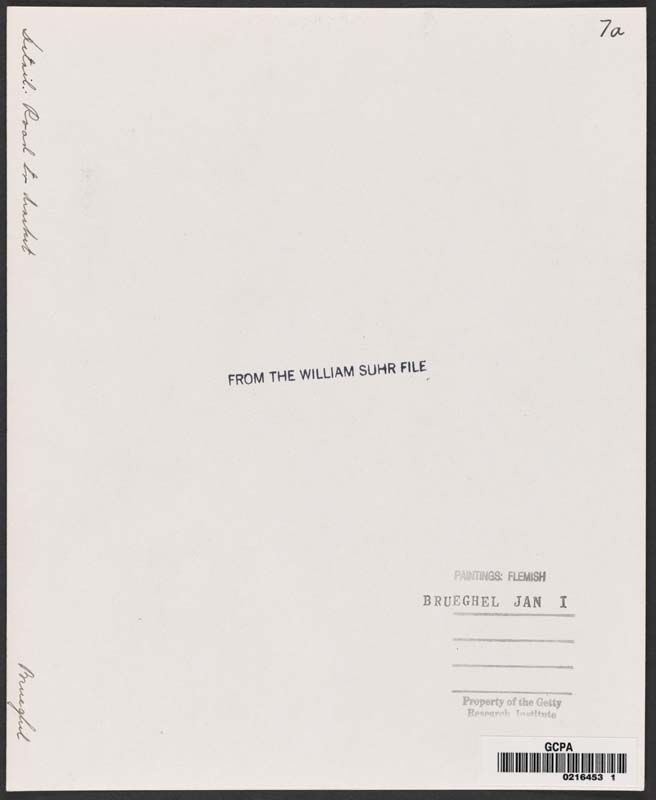 7a
Detail: Road to market
FROM THE WILLIAM SUHR FILE
PAINTINGS: FLEMISH
BRUEGHEL JAN I
Property of the Getty
Research Institute
Brueghel
GCPA
0216453 1